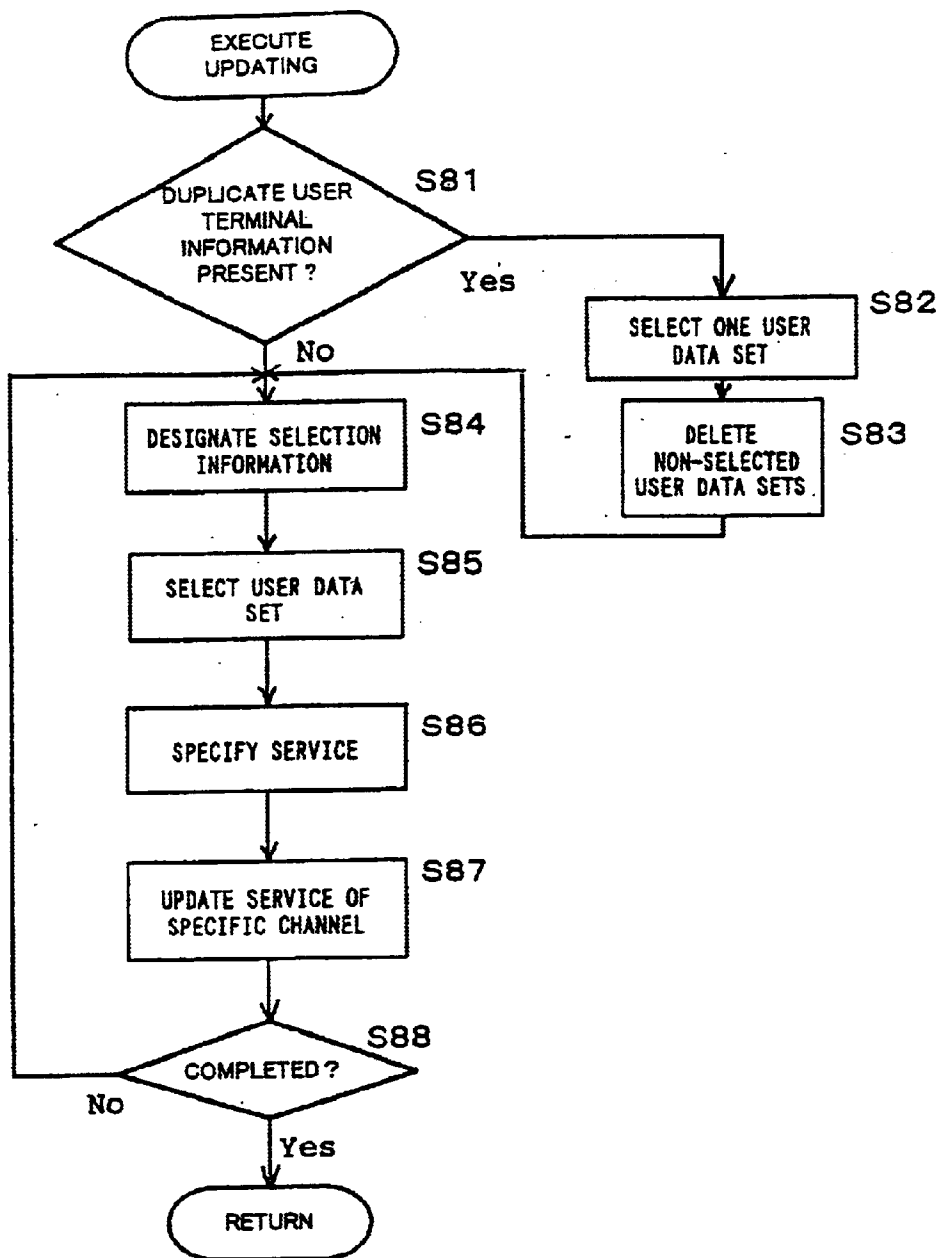 EXECUTE
UPDATING
S81
DUPLICATE USER
TERMINAL
INFORMATION
PRESENT ?
Yes
No
S82
SELECT ONE USER
DATA SET
S83
DELETE
NON-SELECTED
USER DATA SETS
S84
DESIGNATE SELECTION
INFORMATION
S85
SELECT USER DATA
SET
S86
SPECIFY SERVICE
S87
UPDATE SERVICE OF
SPECIFIC CHANNEL
S88
COMPLETED ?
No
Yes
RETURN